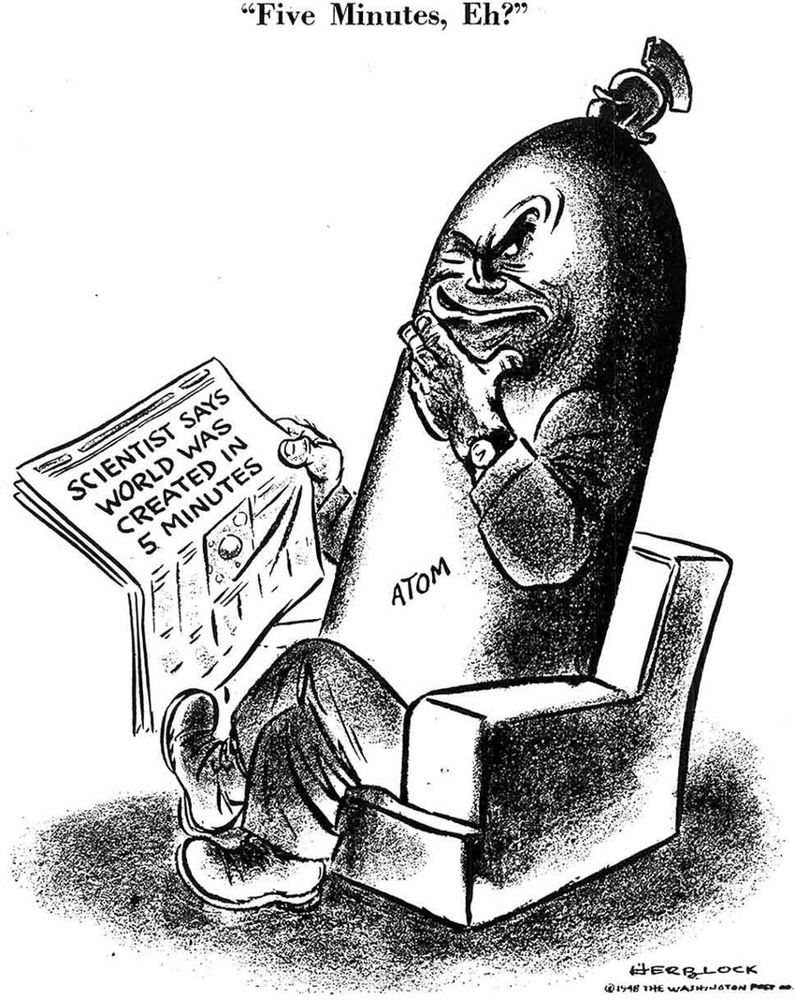 “Five Minutes, Eh?”
SCIENTIST SAYS
WORLD WAS
CREATED IN
5 MINUTES
ATOM
HERBLOCK
© 1948 THE WASHINGTON POST CO.